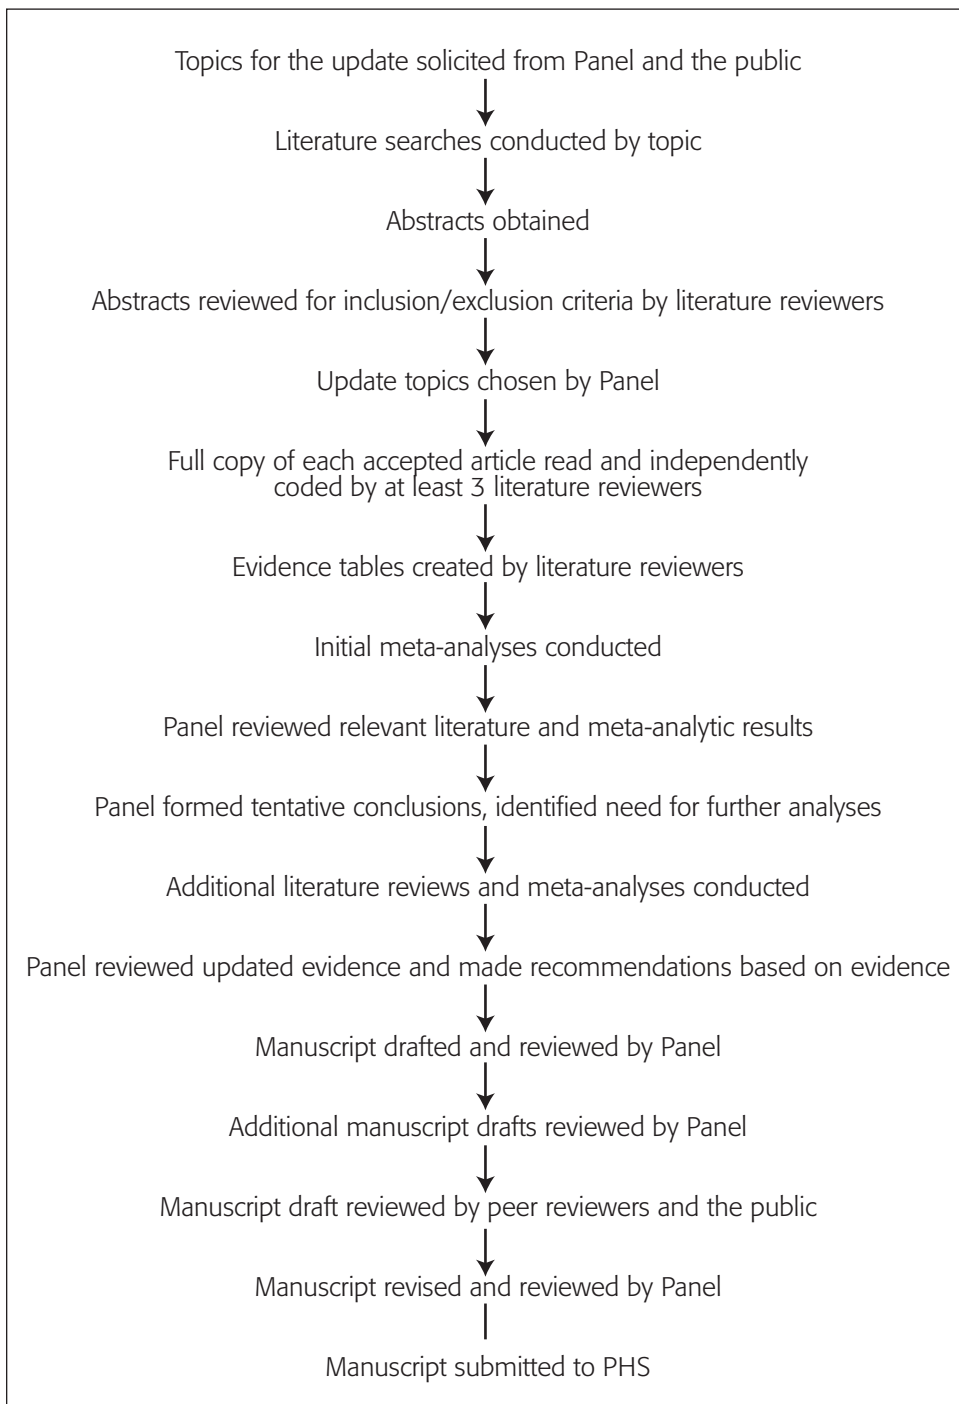 Topics for the update solicited from Panel and the public
Literature searches conducted by topic
Abstracts obtained
Abstracts reviewed for inclusion/exclusion criteria by literature reviewers
Update topics chosen by Panel
Full copy of each accepted article read and independently
coded by at least 3 literature reviewers
Evidence tables created by literature reviewers
Initial meta-analyses conducted
Panel reviewed relevant literature and meta-analytic results
Panel formed tentative conclusions, identified need for further analyses
Additional literature reviews and meta-analyses conducted
Panel reviewed updated evidence and made recommendations based on evidence
Manuscript drafted and reviewed by Panel
Additional manuscript drafts reviewed by Panel
Manuscript draft reviewed by peer reviewers and the public
Manuscript revised and reviewed by Panel
Manuscript submitted to PHS